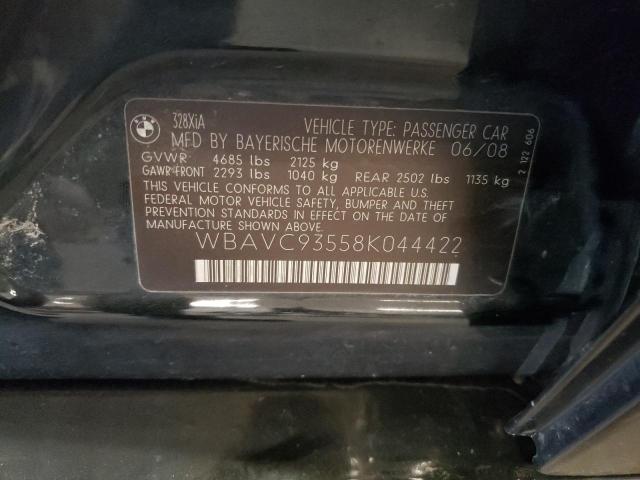 BMW
328XiA VEHICLE TYPE: PASSENGER CAR
MFD BY BAYERISCHE MOTORENWERKE 06/08
GVWR 4685 lbs 2125 kg
GAWR FRONT 2293 lbs 1040 kg REAR 2502 lbs 1135 kg
THIS VEHICLE CONFORMS TO ALL APPLICABLE U.S.
FEDERAL MOTOR VEHICLE SAFETY, BUMPER AND THEFT
PREVENTION STANDARDS IN EFFECT ON THE DATE OF
MANUFACTURE SHOWN ABOVE.
WBAVC93558K044422
2 122 606